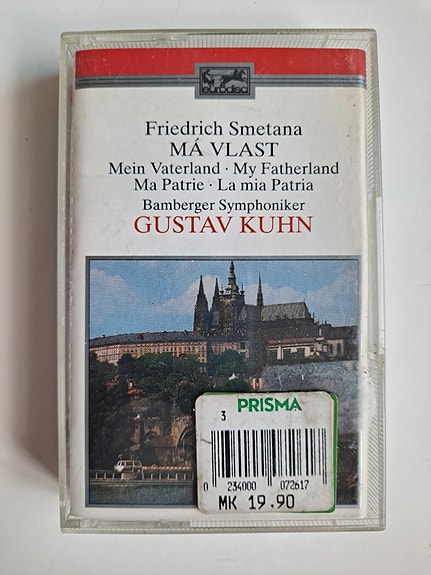 eurodisc
Friedrich Smetana
MÁ VLAST
Mein Vaterland · My Fatherland
Ma Patrie · La mia Patria
Bamberger Symphoniker
GUSTAV KUHN
3 PRISMA
0 234000 072617
MK 19.90